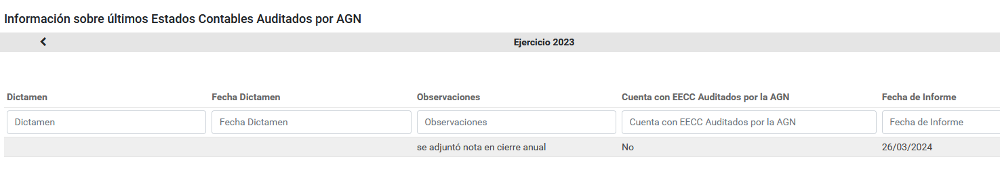 Información sobre últimos Estados Contables Auditados por AGN
Ejercicio 2023
Dictamen Fecha Dictamen Observaciones Cuenta con EECC Auditados por la AGN Fecha de Informe
Dictamen Fecha Dictamen Observaciones Cuenta con EECC Auditados por la AGN Fecha de Informe
se adjuntó nota en cierre anual No 26/03/2024